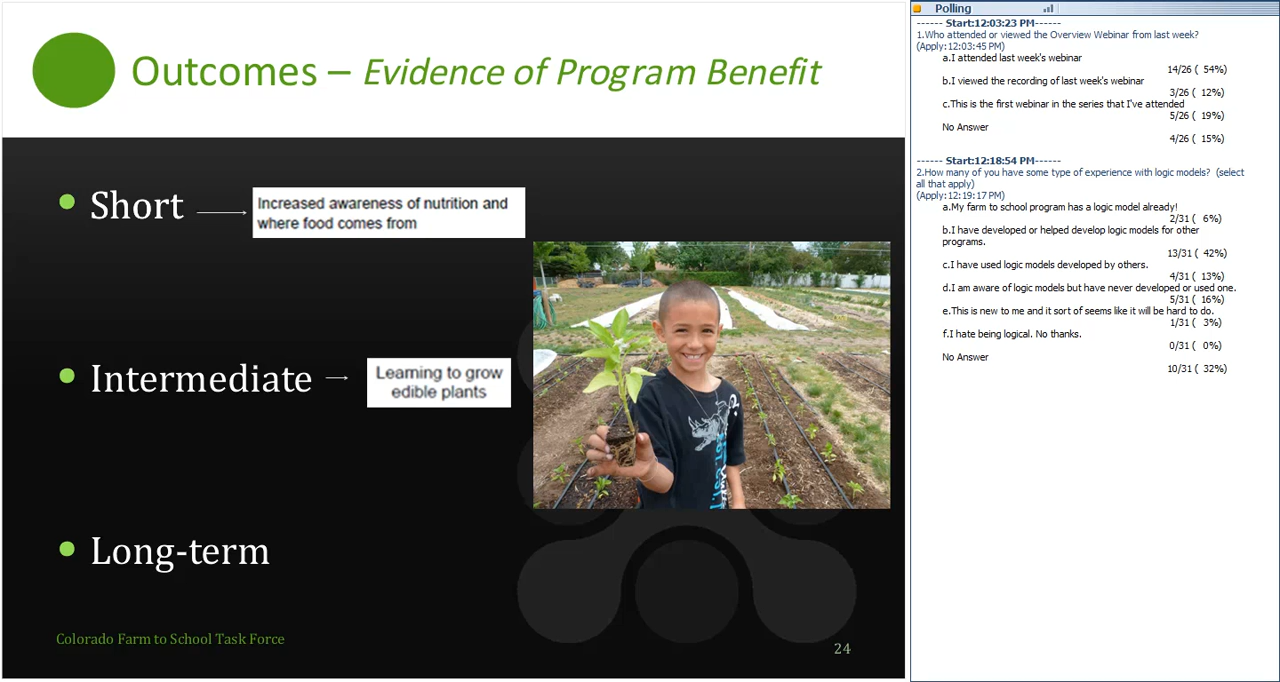 Outcomes – Evidence of Program Benefit
Short
Increased awareness of nutrition and
where food comes from
Intermediate
Learning to grow
edible plants
Long-term
Colorado Farm to School Task Force
24
Polling
------ Start:12:03:23 PM------
1.Who attended or viewed the Overview Webinar from last week?
(Apply:12:03:45 PM)
a.I attended last week's webinar
14/26 ( 54%)
b.I viewed the recording of last week's webinar
3/26 ( 12%)
c.This is the first webinar in the series that I've attended
5/26 ( 19%)
No Answer
4/26 ( 15%)
------ Start:12:18:54 PM------
2.How many of you have some type of experience with logic models? (select
all that apply)
(Apply:12:19:17 PM)
a.My farm to school program has a logic model already!
2/31 ( 6%)
b.I have developed or helped develop logic models for other
programs.
13/31 ( 42%)
c.I have used logic models developed by others.
4/31 ( 13%)
d.I am aware of logic models but have never developed or used one.
5/31 ( 16%)
e.This is new to me and it sort of seems like it will be hard to do.
1/31 ( 3%)
f.I hate being logical. No thanks.
0/31 ( 0%)
No Answer
10/31 ( 32%)